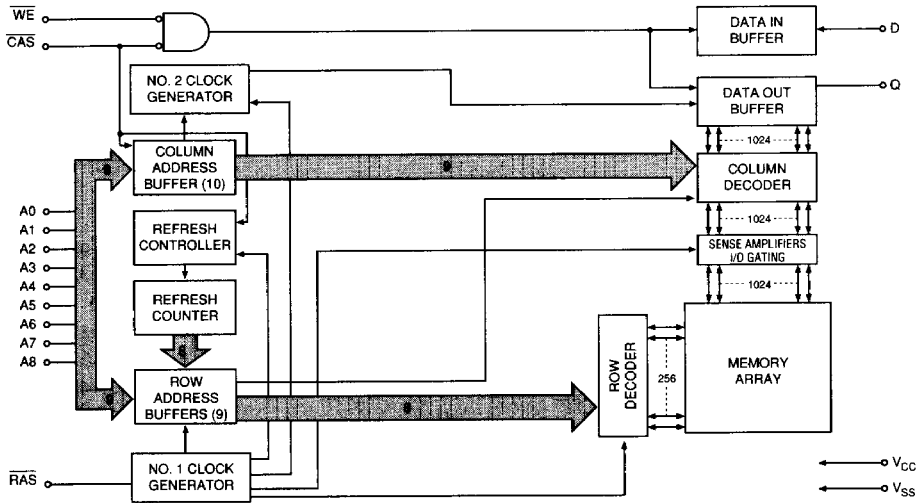 WE
CAS
DATA IN
BUFFER
D
NO. 2 CLOCK
GENERATOR
DATA OUT
BUFFER
Q
1024
COLUMN
ADDRESS
BUFFER (10)
COLUMN
DECODER
A0
A1
A2
A3
A4
A5
A6
A7
A8
REFRESH
CONTROLLER
1024
SENSE AMPLIFIERS
I/O GATING
1024
REFRESH
COUNTER
ROW
ADDRESS
BUFFERS (9)
ROW
DECODER
256
MEMORY
ARRAY
RAS
NO. 1 CLOCK
GENERATOR
VCC
VSS